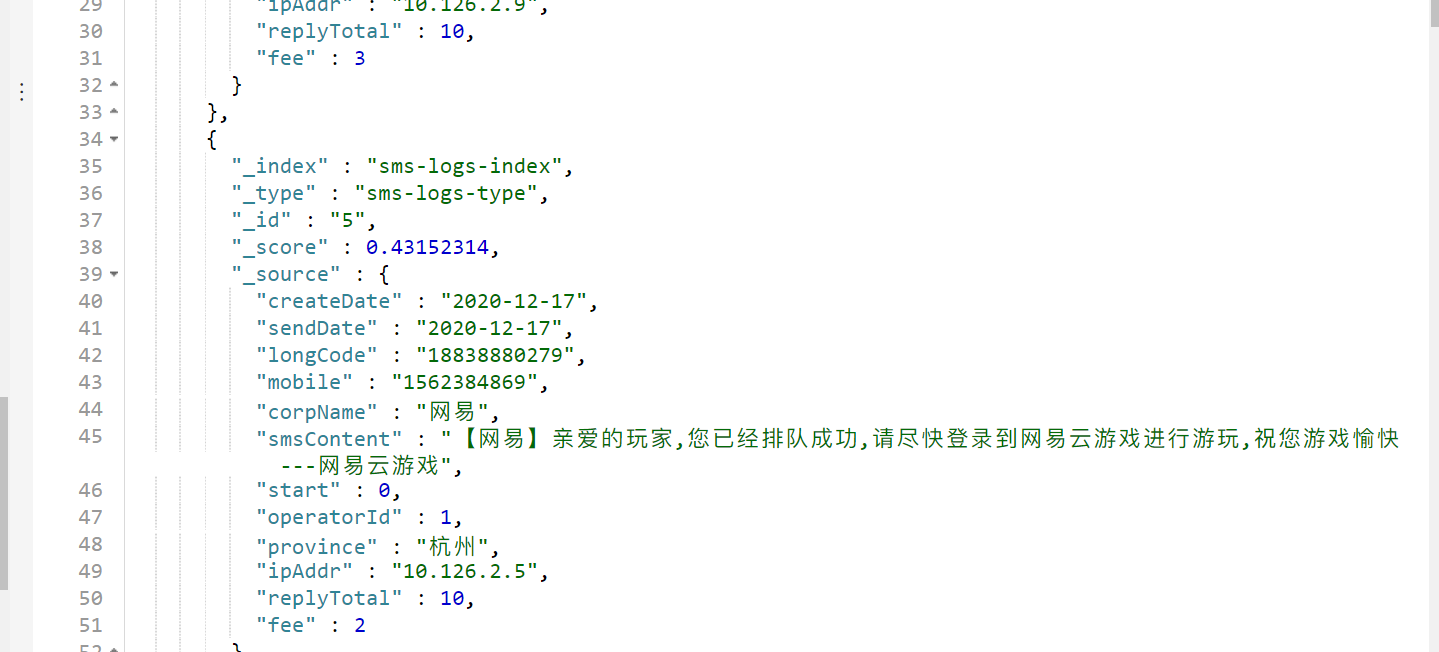 29 "ipAddr" : "10.126.2.9",
30 "replyTotal" : 10,
31 "fee" : 3
32 }
33 },
34 {
35 "_index" : "sms-logs-index",
36 "_type" : "sms-logs-type",
37 "_id" : "5",
38 "_score" : 0.43152314,
39 "_source" : {
40 "createDate" : "2020-12-17",
41 "sendDate" : "2020-12-17",
42 "longCode" : "18838880279",
43 "mobile" : "1562384869",
44 "corpName" : "网易",
45 "smsContent" : "【网易】亲爱的玩家,您已经排队成功,请尽快登录到网易云游戏进行游玩,祝您游戏愉快
---网易云游戏",
46 "start" : 0,
47 "operatorId" : 1,
48 "province" : "杭州",
49 "ipAddr" : "10.126.2.5",
50 "replyTotal" : 10,
51 "fee" : 2
52 }